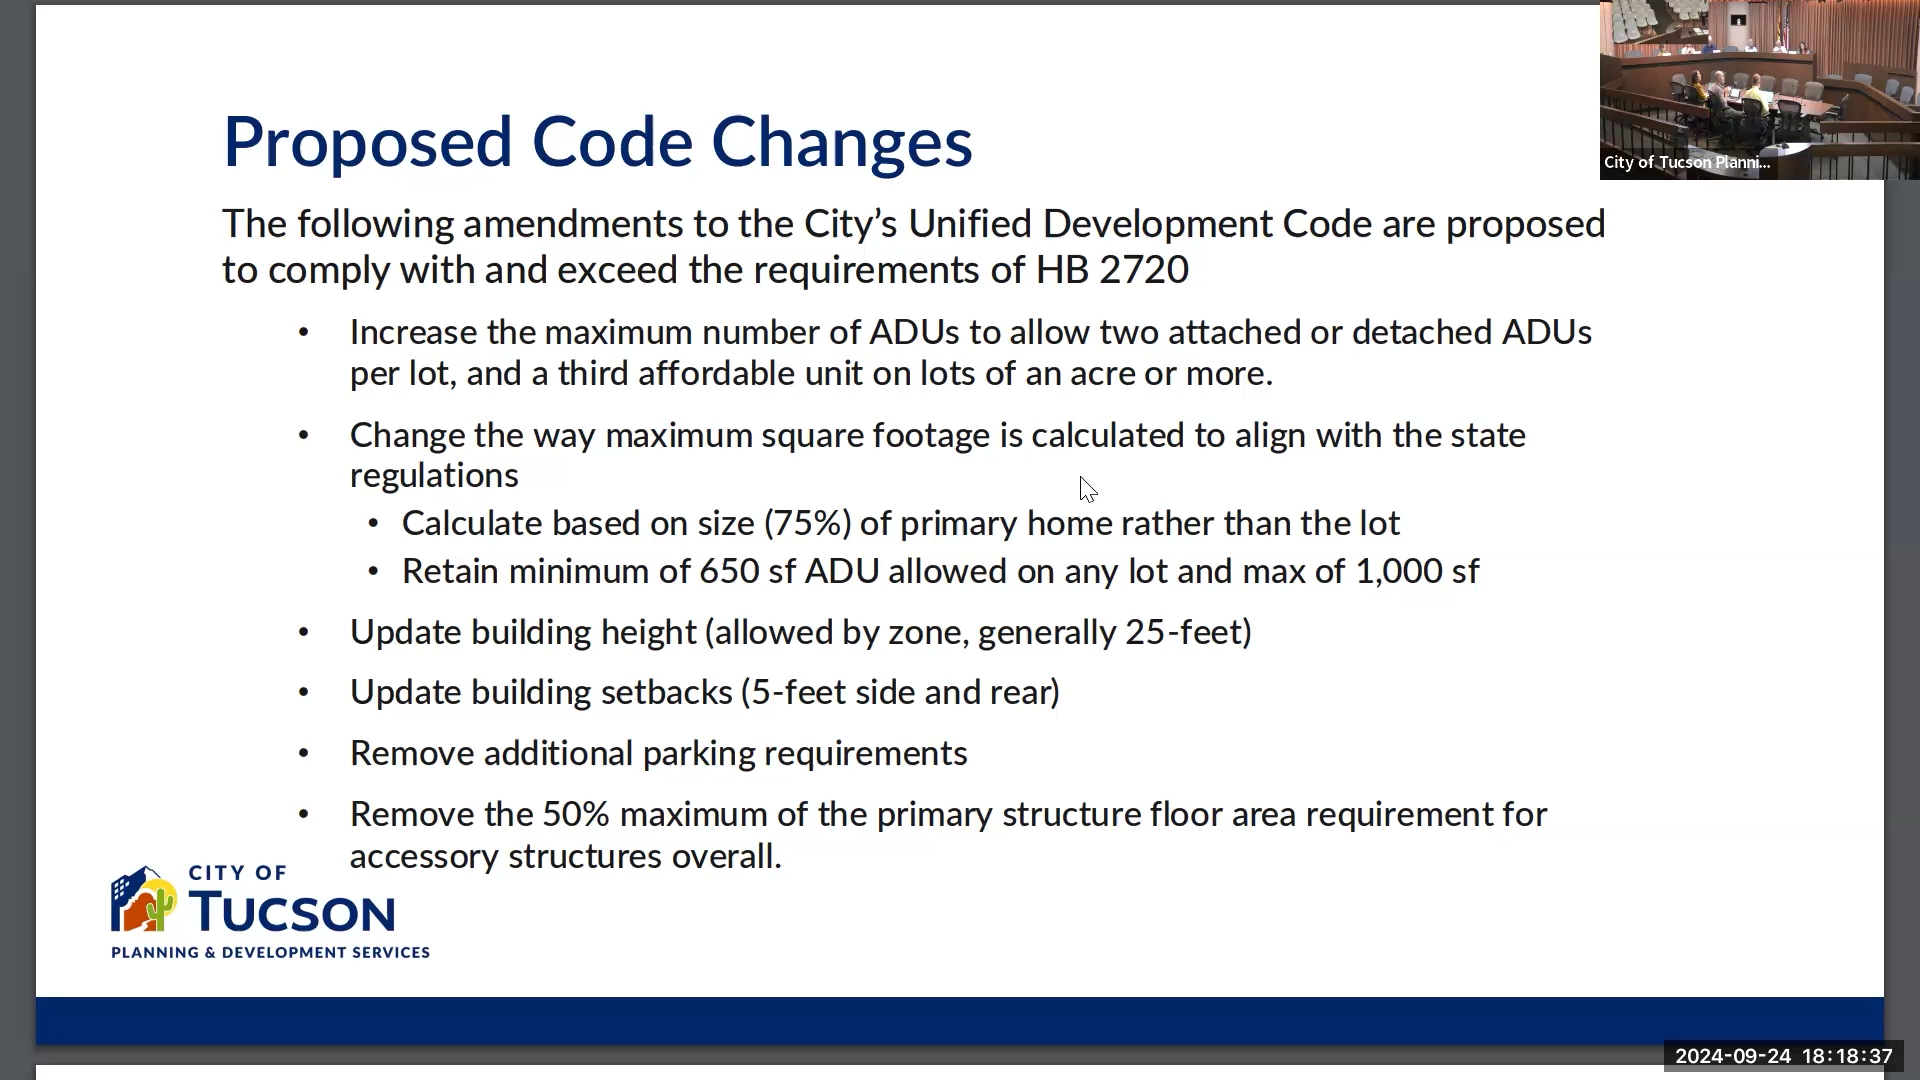 Proposed Code Changes
The following amendments to the City's Unified Development Code are proposed
to comply with and exceed the requirements of HB 2720
• Increase the maximum number of ADUs to allow two attached or detached ADUs
per lot, and a third affordable unit on lots of an acre or more.
• Change the way maximum square footage is calculated to align with the state
regulations
• Calculate based on size (75%) of primary home rather than the lot
• Retain minimum of 650 sf ADU allowed on any lot and max of 1,000 sf
• Update building height (allowed by zone, generally 25-feet)
• Update building setbacks (5-feet side and rear)
• Remove additional parking requirements
• Remove the 50% maximum of the primary structure floor area requirement for
accessory structures overall.
CITY OF
TUCSON
PLANNING & DEVELOPMENT SERVICES
City of Tucson Planni...
2024-09-24 18:18:37